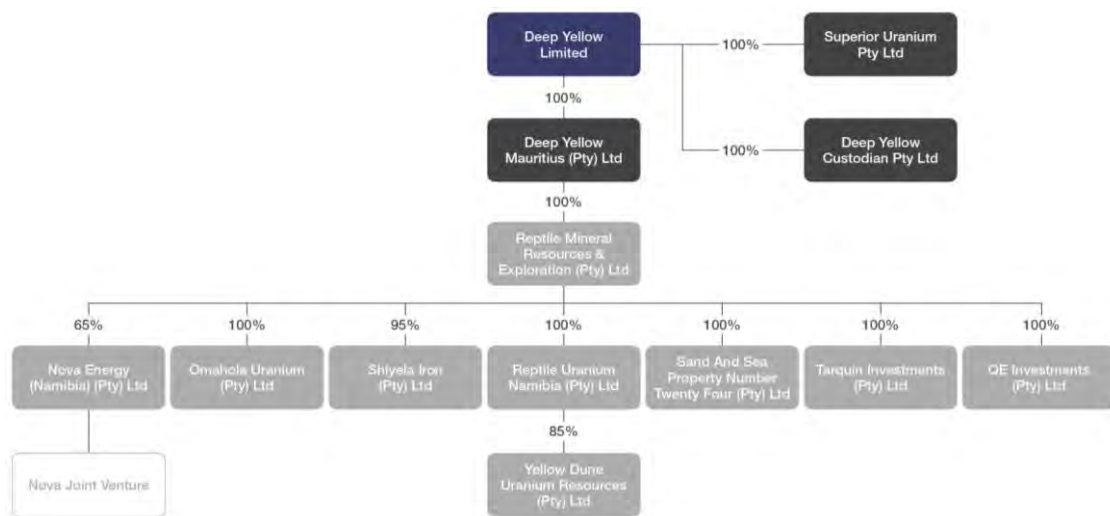 Deep Yellow
Limited
100%
Superior Uranium
Pty Ltd
100%
Deep Yellow
Mauritius (Pty) Ltd
100%
Deep Yellow
Custodian Pty Ltd
100%
Reptile Mineral
Resources &
Exploration (Pty) Ltd
65%
100%
95%
100%
100%
100%
100%
Nova Energy
(Namibia) (Pty) Ltd
Omahola Uranium
(Pty) Ltd
Shiyela Iron
(Pty) Ltd
Reptile Uranium
Namibia (Pty) Ltd
Sand And Sea
Property Number
Twenty Four (Pty) Ltd
Tarquin Investments
(Pty) Ltd
QE Investments
(Pty) Ltd
85%
Nova Joint Venture
Yellow Dune
Uranium Resources
(Pty) Ltd